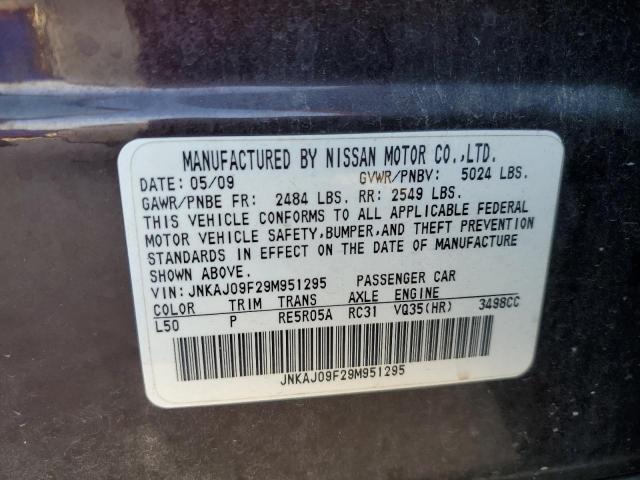 MANUFACTURED BY NISSAN MOTOR CO.,LTD.
DATE: 05/09 GVWR/PNBV: 5024 LBS.
GAWR/PNBE FR: 2484 LBS. RR: 2549 LBS.
THIS VEHICLE CONFORMS TO ALL APPLICABLE FEDERAL
MOTOR VEHICLE SAFETY,BUMPER,AND THEFT PREVENTION
STANDARDS IN EFFECT ON THE DATE OF MANUFACTURE
SHOWN ABOVE.
VIN: JNKAJ09F29M951295 PASSENGER CAR
COLOR TRIM TRANS AXLE ENGINE
L50 P RE5R05A RC31 VQ35(HR) 3498CC
JNKAJ09F29M951295